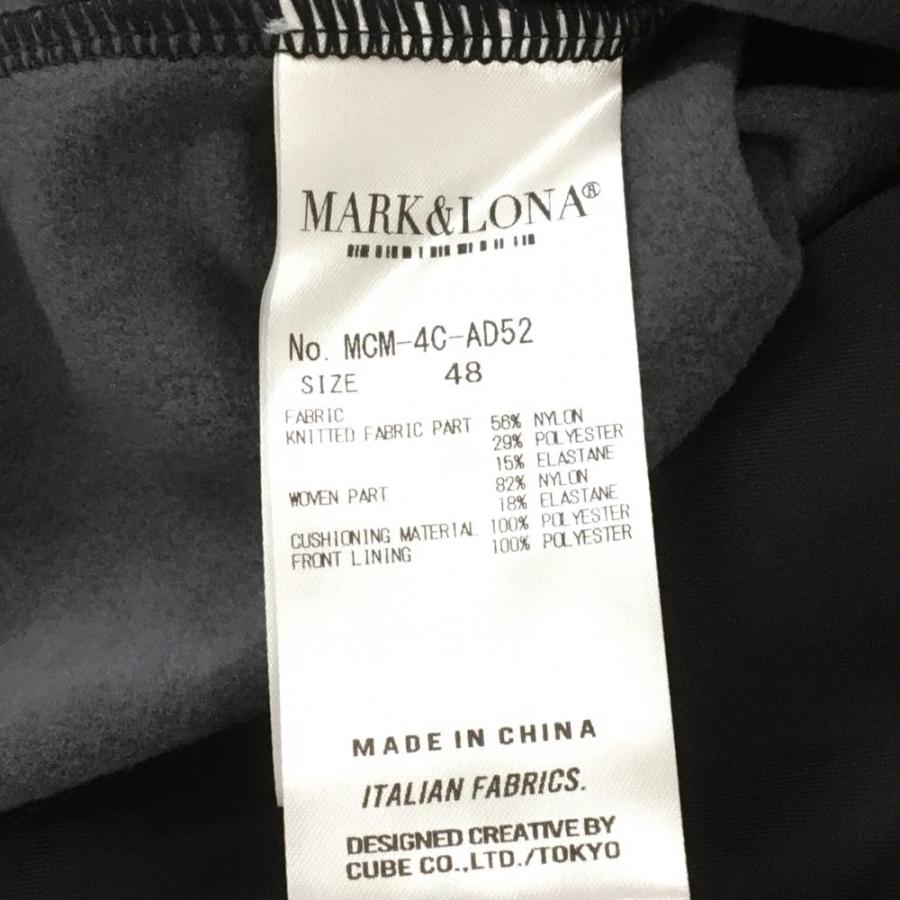 MARK&LONA®
No. MCM-4C-AD52
SIZE 48
FABRIC
KNITTED FABRIC PART 56% NYLON
29% POLYESTER
15% ELASTANE
WOVEN PART 82% NYLON
18% ELASTANE
CUSHIONING MATERIAL 100% POLYESTER
FRONT LINING 100% POLYESTER
MADE IN CHINA
ITALIAN FABRICS.
DESIGNED CREATIVE BY
CUBE CO.,LTD./TOKYO